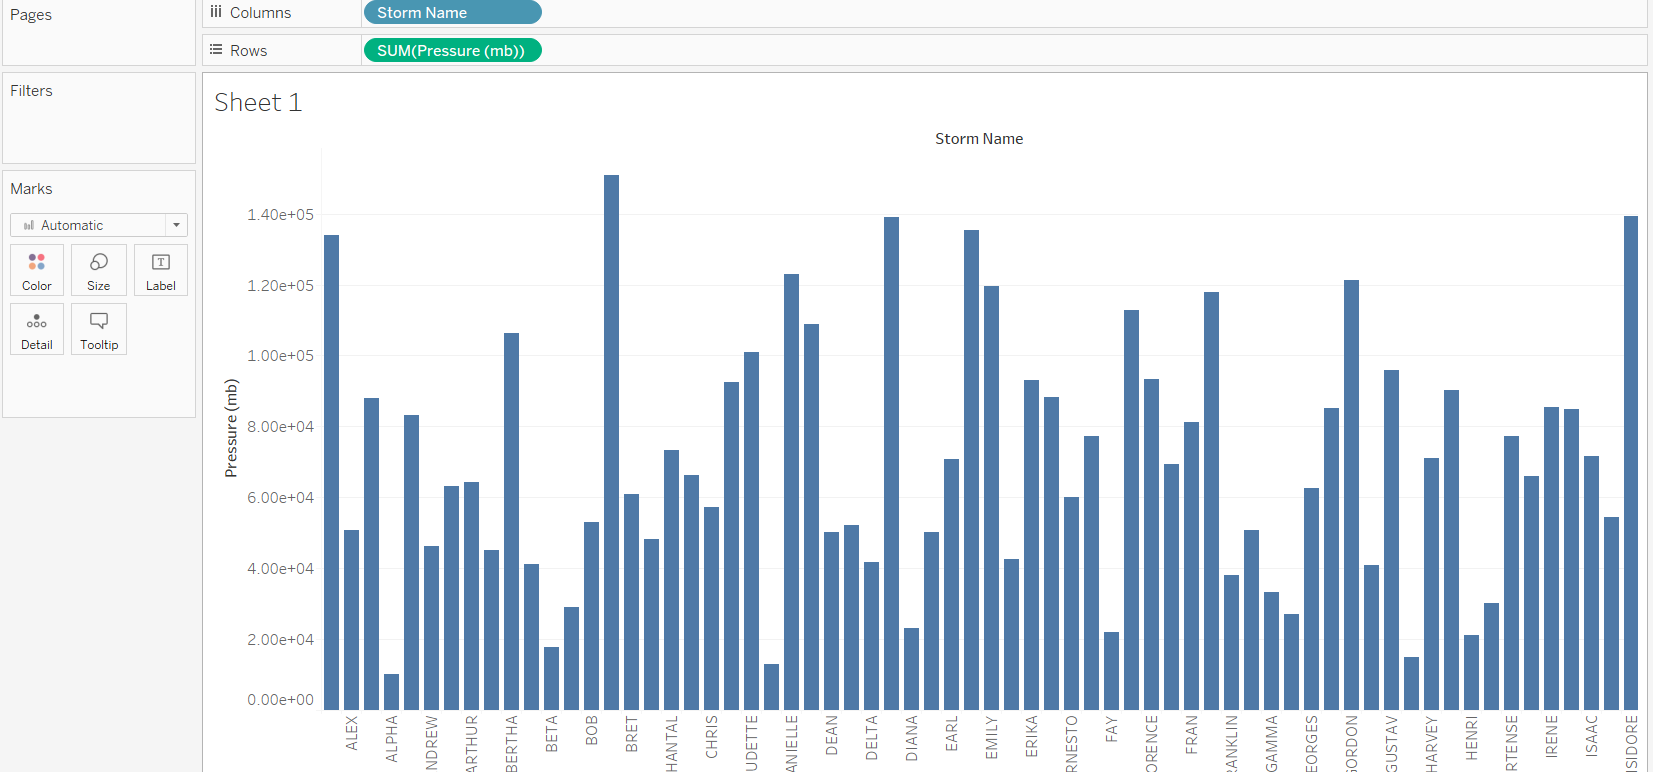 Pages
Columns
Storm Name
Rows
SUM(Pressure (mb))
Filters
Marks
Automatic
Color
Size
Label
Detail
Tooltip
Sheet 1
Storm Name
Pressure (mb)
1.40e+05
1.20e+05
1.00e+05
8.00e+04
6.00e+04
4.00e+04
2.00e+04
0.00e+00
ALEX
ALPHA
NDREW
ARTHUR
BERTHA
BETA
BOB
BRET
HANTAL
CHRIS
UDETTE
ANIELLE
DEAN
DELTA
DIANA
EARL
EMILY
ERIKA
RNESTO
FAY
ORENCE
FRAN
RANKLIN
GAMMA
EORGES
GORDON
GUSTAV
HARVEY
HENRI
RTENSE
IRENE
ISAAC
ISIDORE